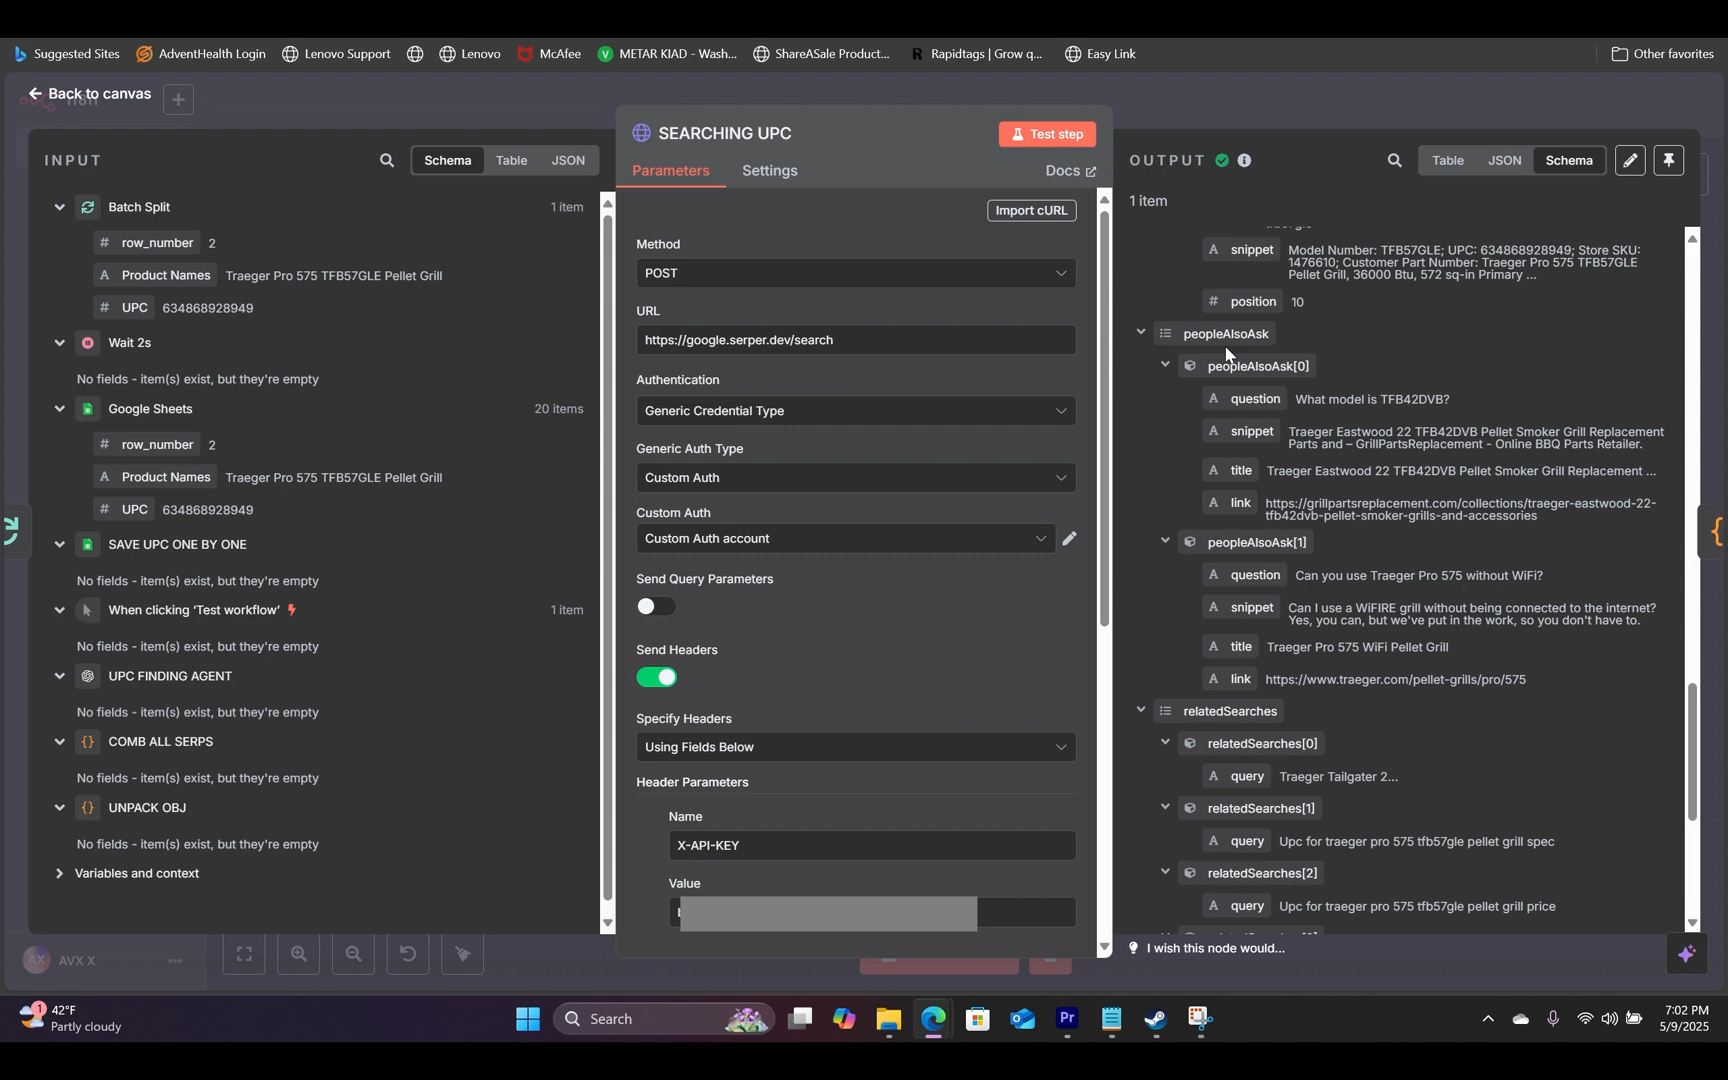 Suggested Sites
AdventHealth Login
Lenovo Support
Lenovo
McAfee
METAR KIAD - Wash...
ShareASale Product...
Rapidtags | Grow q...
Easy Link
Other favorites
Back to canvas
n8n
INPUT
Schema
Table
JSON
Batch Split
1 item
# row_number 2
A Product Names Traeger Pro 575 TFB57GLE Pellet Grill
# UPC 634868928949
Wait 2s
No fields - item(s) exist, but they're empty
Google Sheets
20 items
# row_number 2
A Product Names Traeger Pro 575 TFB57GLE Pellet Grill
# UPC 634868928949
SAVE UPC ONE BY ONE
No fields - item(s) exist, but they're empty
When clicking ‘Test workflow’
1 item
No fields - item(s) exist, but they're empty
UPC FINDING AGENT
No fields - item(s) exist, but they're empty
COMB ALL SERPS
No fields - item(s) exist, but they're empty
UNPACK OBJ
No fields - item(s) exist, but they're empty
Variables and context
SEARCHING UPC
Test step
Parameters
Settings
Docs
Import cURL
Method
POST
URL
https://google.serper.dev/search
Authentication
Generic Credential Type
Generic Auth Type
Custom Auth
Custom Auth
Custom Auth account
Send Query Parameters
Send Headers
Specify Headers
Using Fields Below
Header Parameters
Name
X-API-KEY
Value
OUTPUT
Table
JSON
Schema
1 item
A snippet Model Number: TFB57GLE; UPC: 634868928949; Store SKU:
1476610; Customer Part Number: Traeger Pro 575 TFB57GLE
Pellet Grill, 36000 Btu, 572 sq-in Primary ...
# position 10
peopleAlsoAsk
peopleAlsoAsk[0]
A question What model is TFB42DVB?
A snippet Traeger Eastwood 22 TFB42DVB Pellet Smoker Grill Replacement
Parts and – GrillPartsReplacement - Online BBQ Parts Retailer.
A title Traeger Eastwood 22 TFB42DVB Pellet Smoker Grill Replacement ...
A link https://grillpartsreplacement.com/collections/traeger-eastwood-22-
tfb42dvb-pellet-smoker-grills-and-accessories
peopleAlsoAsk[1]
A question Can you use Traeger Pro 575 without WiFi?
A snippet Can I use a WiFIRE grill without being connected to the internet?
Yes, you can, but we've put in the work, so you don't have to.
A title Traeger Pro 575 WiFi Pellet Grill
A link https://www.traeger.com/pellet-grills/pro/575
relatedSearches
relatedSearches[0]
A query Traeger Tailgater 2...
relatedSearches[1]
A query Upc for traeger pro 575 tfb57gle pellet grill spec
relatedSearches[2]
A query Upc for traeger pro 575 tfb57gle pellet grill price
I wish this node would...
AX AVX X
1
42°F
Partly cloudy
Search
Pr
7:02 PM
5/9/2025